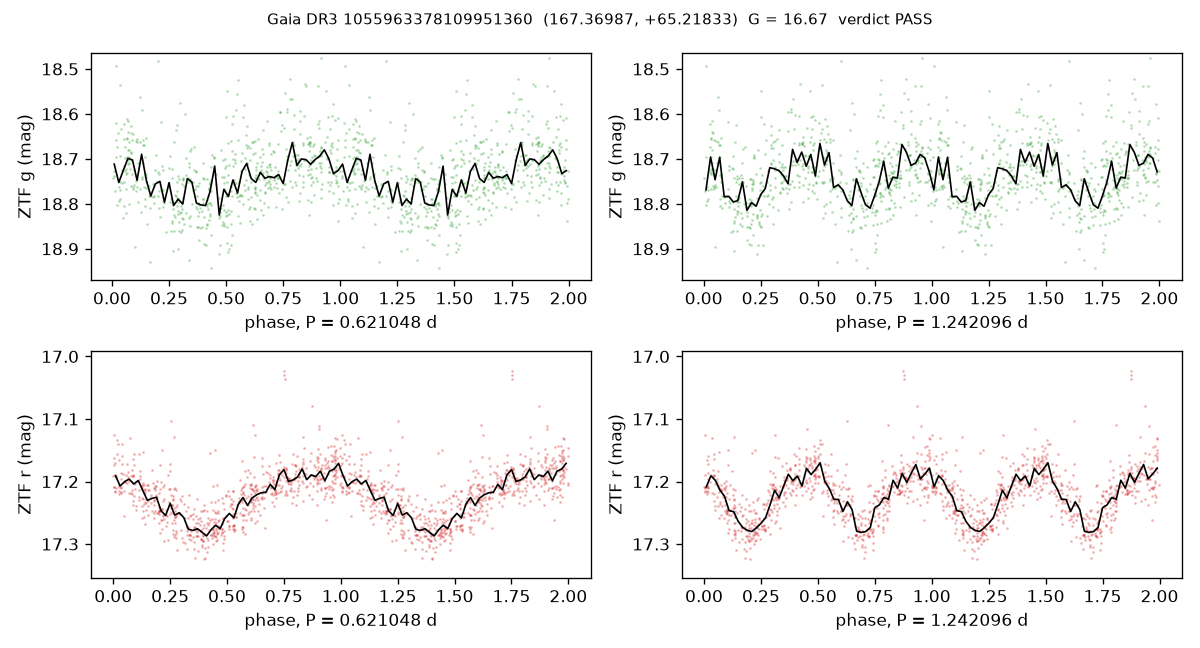 Gaia DR3 1055963378109951360 (167.36987, +65.21833) G = 16.67 verdict PASS
18.5
18.6
18.7
18.8
18.9
ZTF g (mag)
0.00 0.25 0.50 0.75 1.00 1.25 1.50 1.75 2.00
phase, P = 0.621048 d
18.5
18.6
18.7
18.8
18.9
ZTF g (mag)
0.00 0.25 0.50 0.75 1.00 1.25 1.50 1.75 2.00
phase, P = 1.242096 d
17.0
17.1
17.2
17.3
ZTF r (mag)
0.00 0.25 0.50 0.75 1.00 1.25 1.50 1.75 2.00
phase, P = 0.621048 d
17.0
17.1
17.2
17.3
ZTF r (mag)
0.00 0.25 0.50 0.75 1.00 1.25 1.50 1.75 2.00
phase, P = 1.242096 d